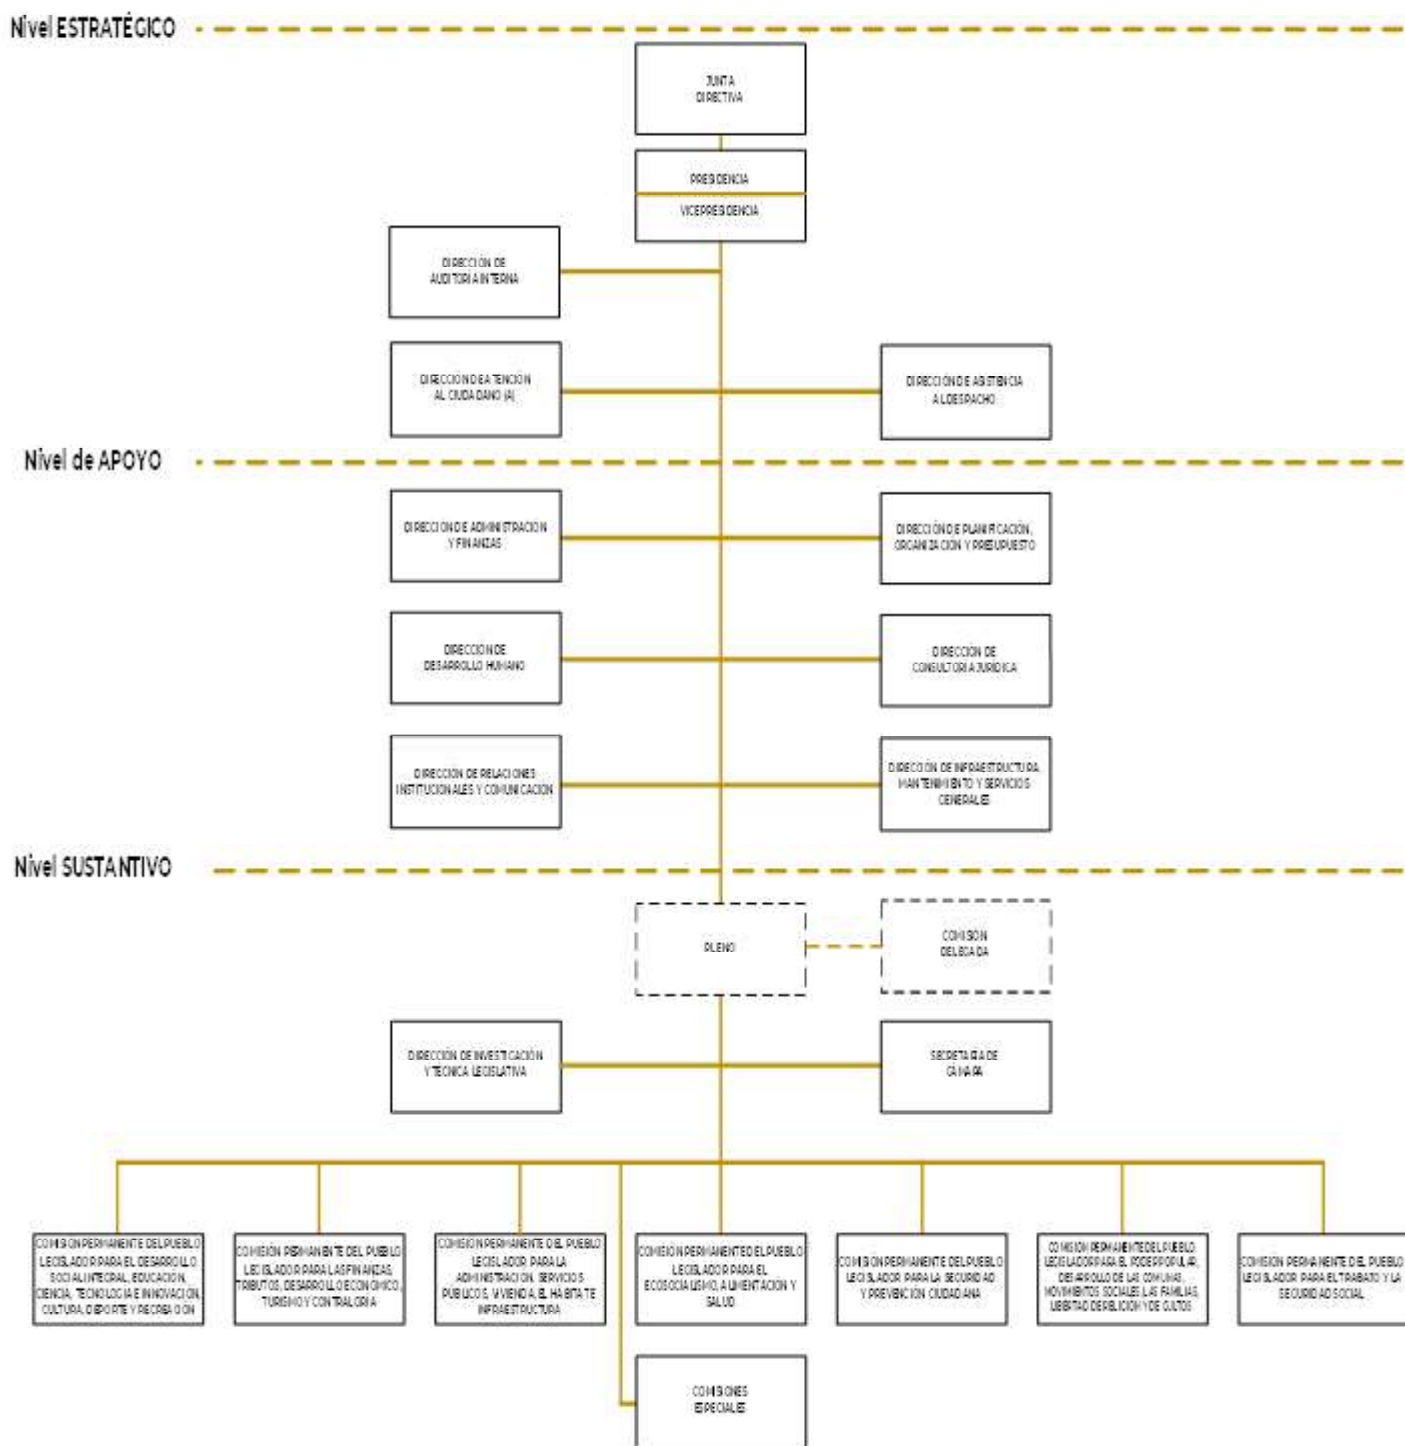 Nivel ESTRATÉGICO
JUNTA
DIRECTIVA
PRESIDENCIA
VICEPRESIDENCIA
DIRECCIÓN DE
AUDITORÍA INTERNA
DIRECCIÓN DE ATENCIÓN
AL CIUDADANO (A)
DIRECCIÓN DE ASISTENCIA
AL DESPACHO
Nivel de APOYO
DIRECCIÓN DE ADMINISTRACIÓN
Y FINANZAS
DIRECCIÓN DE PLANIFICACIÓN,
ORGANIZACIÓN Y PRESUPUESTO
DIRECCIÓN DE
DESARROLLO HUMANO
DIRECCIÓN DE
CONSULTORIA JURÍDICA
DIRECCIÓN DE RELACIONES
INSTITUCIONALES Y COMUNICACIÓN
DIRECCIÓN DE INFRAESTRUCTURA,
MANTENIMIENTO Y SERVICIOS
GENERALES
Nivel SUSTANTIVO
PLENO
COMISIÓN
DELEGADA
DIRECCIÓN DE INVESTIGACIÓN
Y TECNICA LEGISLATIVA
SECRETARIA DE
CÁMARA
COMISIÓN PERMANENTE DEL PUEBLO
LEGISLADOR PARA EL DESARROLLO
SOCIAL INTEGRAL, EDUCACIÓN,
CIENCIA, TECNOLOGIA E INNOVACIÓN,
CULTURA, DEPORTE Y RECREACIÓN
COMISIÓN PERMANENTE DEL PUEBLO
LEGISLADOR PARA LAS FINANZAS,
TRIBUTOS, DESARROLLO ECONÓMICO,
TURISMO Y CONTRALORÍA
COMISIÓN PERMANENTE DEL PUEBLO
LEGISLADOR PARA LA
ADMINISTRACIÓN, SERVICIOS
PÚBLICOS, VIVIENDA, EL HÁBITAT E
INFRAESTRUCTURA
COMISIÓN PERMANENTE DEL PUEBLO
LEGISLADOR PARA EL
ECOSOCIALISMO, ALIMENTACIÓN Y
SALUD
COMISIÓN PERMANENTE DEL PUEBLO
LEGISLADOR PARA LA SEGURIDAD
Y PREVENCIÓN CIUDADANA
COMISIÓN PERMANENTE DEL PUEBLO
LEGISLADOR PARA EL PODER POPULAR,
DESARROLLO DE LAS COMUNAS,
MOVIMIENTOS SOCIALES, LAS FAMILIAS,
LIBERTAD DE RELIGIÓN Y DE CULTOS
COMISIÓN PERMANENTE DEL PUEBLO
LEGISLADOR PARA EL TRABAJO Y LA
SEGURIDAD SOCIAL
COMISIONES
ESPECIALES